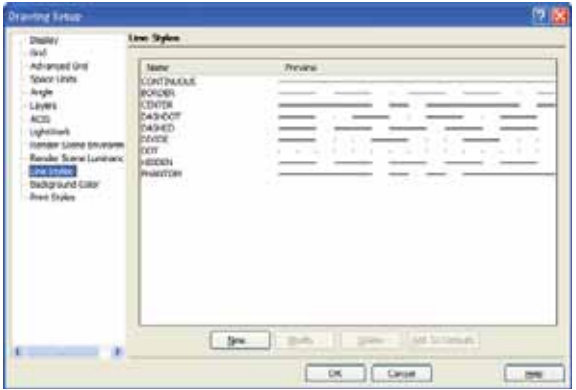 Drawing Setup
Display
Grid
Advanced Grid
Space Units
Angle
Layers
ACIS
LightWork
Render Scene Environm
Render Scene Luminanc
Line Styles
Background Color
Print Styles
Line Styles
Name Preview
CONTINUOUS
BORDER
CENTER
DASHDOT
DASHED
DIVIDE
DOT
HIDDEN
PHANTOM
New Modify Delete Add To Defaults
OK Cancel Help